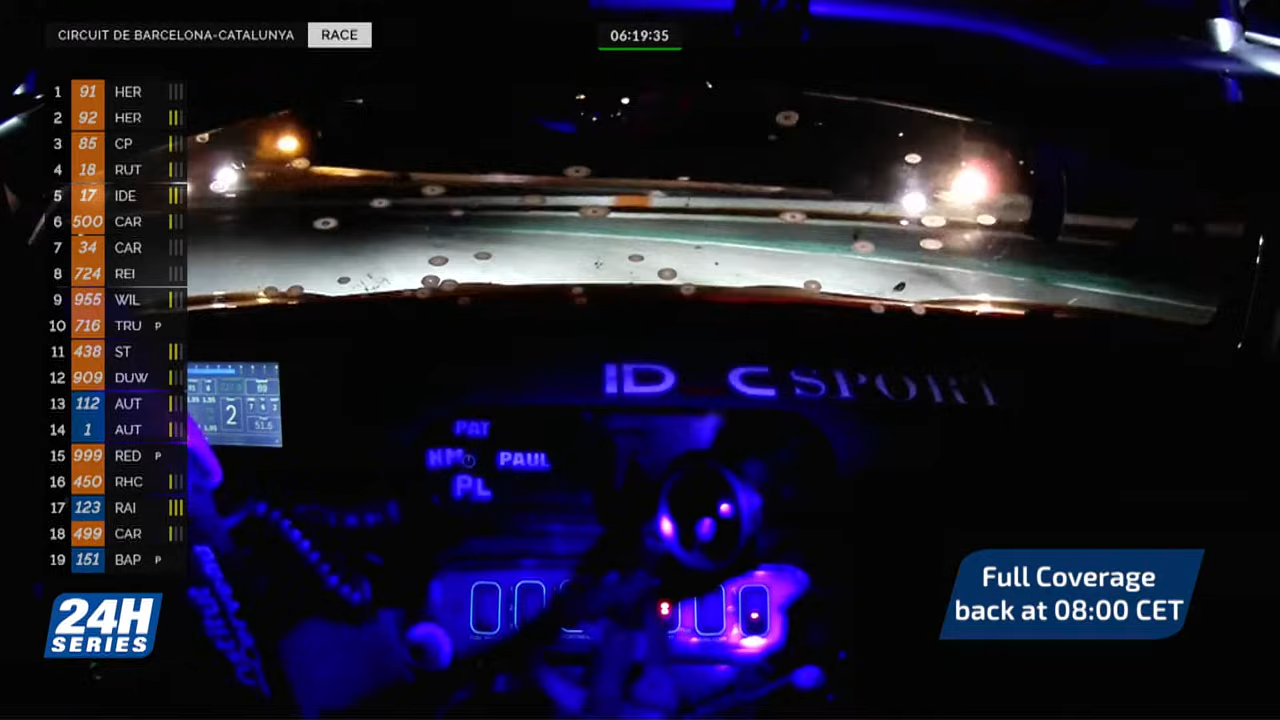 CIRCUIT DE BARCELONA-CATALUNYA RACE
06:19:35
1 91 HER
2 92 HER
3 85 CP
4 18 RUT
5 17 IDE
6 500 CAR
7 34 CAR
8 724 REI
9 955 WIL
10 716 TRU P
11 438 ST
12 909 DUW
13 112 AUT
14 1 AUT
15 999 RED P
16 450 RHC
17 123 RAI
18 499 CAR
19 151 BAP P
2
51.5
SPORT
PAT
PAUL
PL
24H
SERIES
Full Coverage
back at 08:00 CET